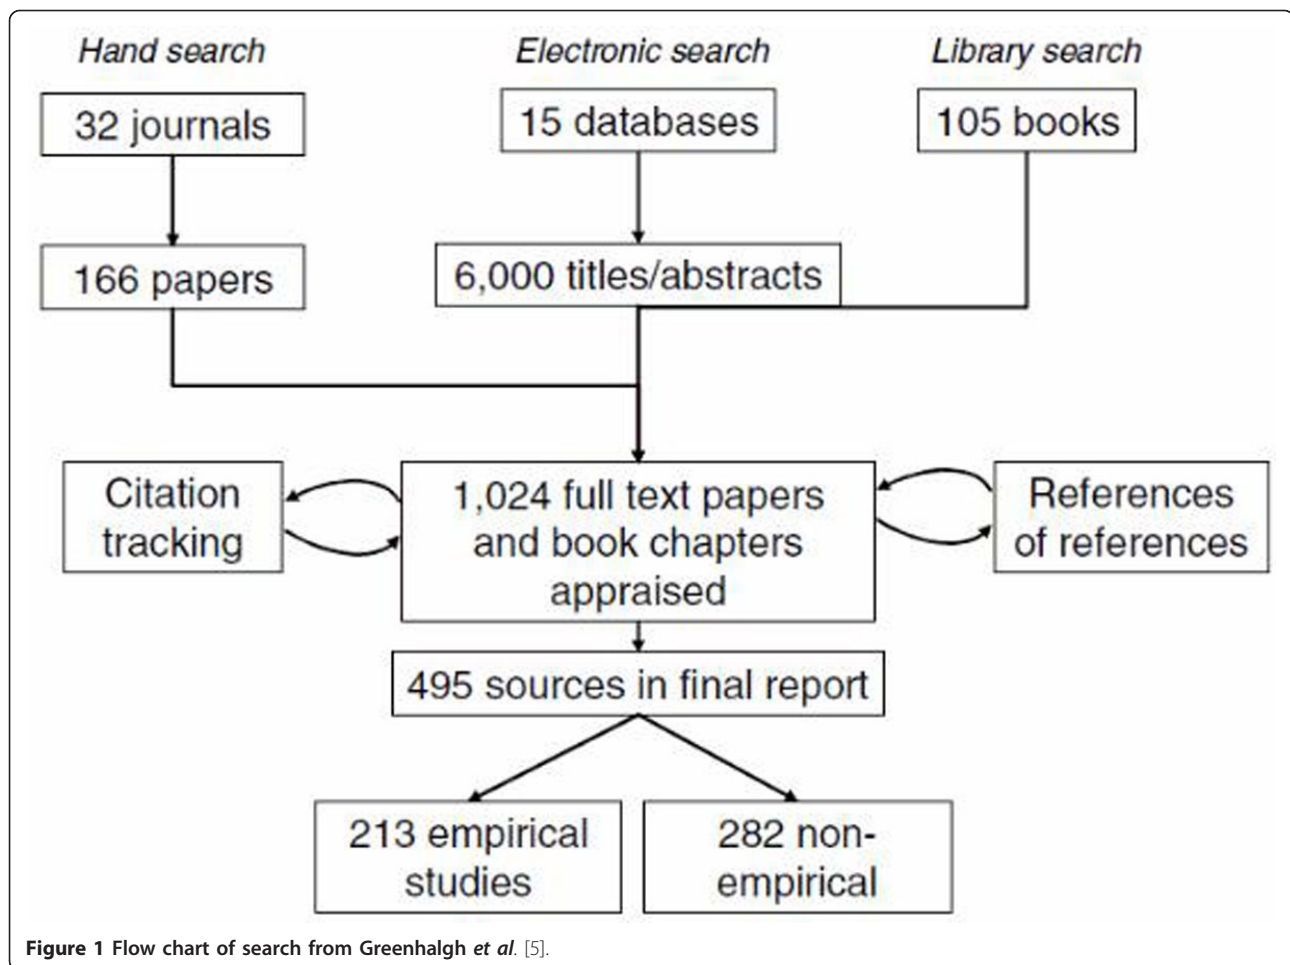 Hand search
Electronic search
Library search
32 journals
15 databases
105 books
166 papers
6,000 titles/abstracts
Citation
tracking
1,024 full text papers
and book chapters
appraised
References
of references
495 sources in final report
213 empirical
studies
282 non-
empirical
Figure 1 Flow chart of search from Greenhalgh et al. [5].